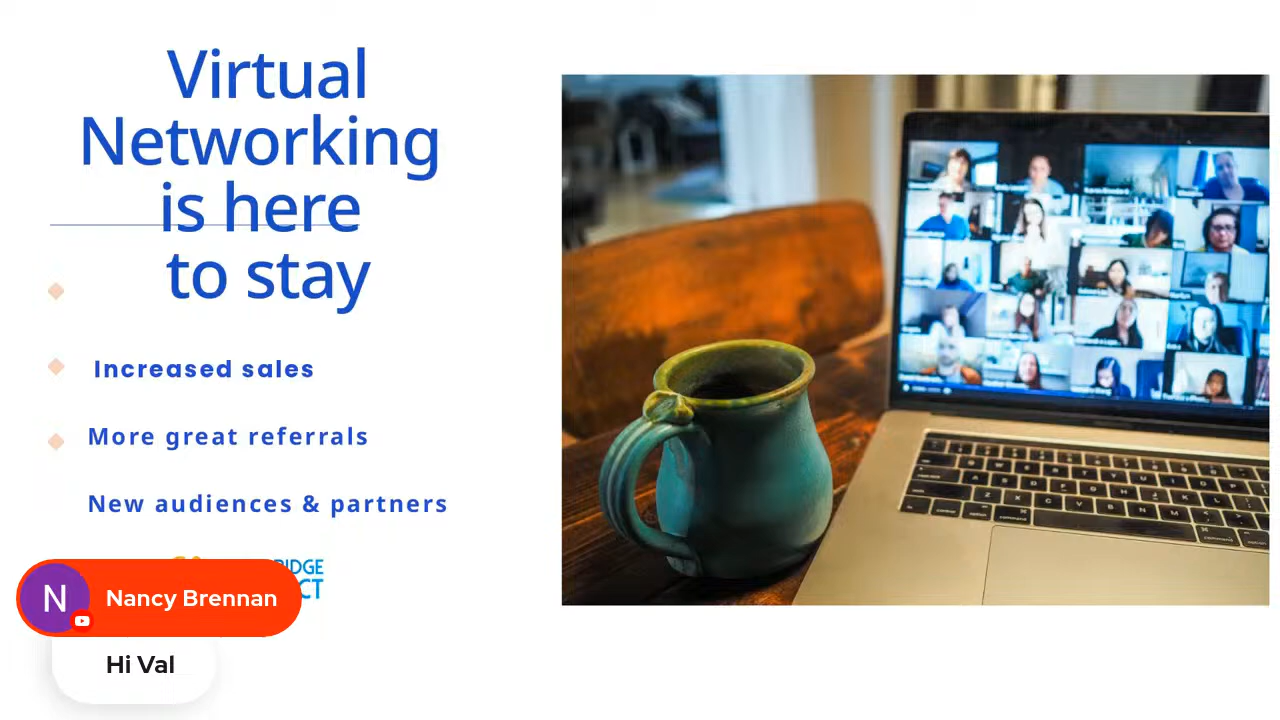 Virtual
Networking
is here
to stay
Increased sales
More great referrals
New audiences & partners
N
Nancy Brennan
Hi Val